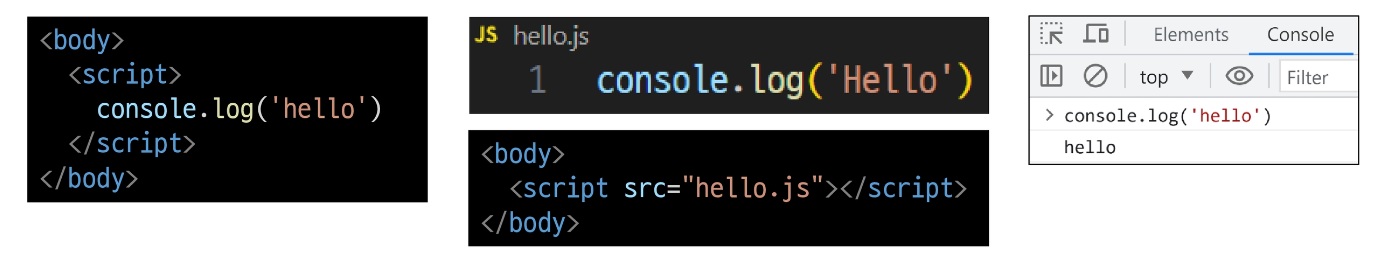 <body>
<script>
console.log('hello')
</script>
</body>
JS hello.js
1 console.log('Hello')
<body>
<script src="hello.js"></script>
</body>
Elements Console
top Filter
> console.log('hello')
hello